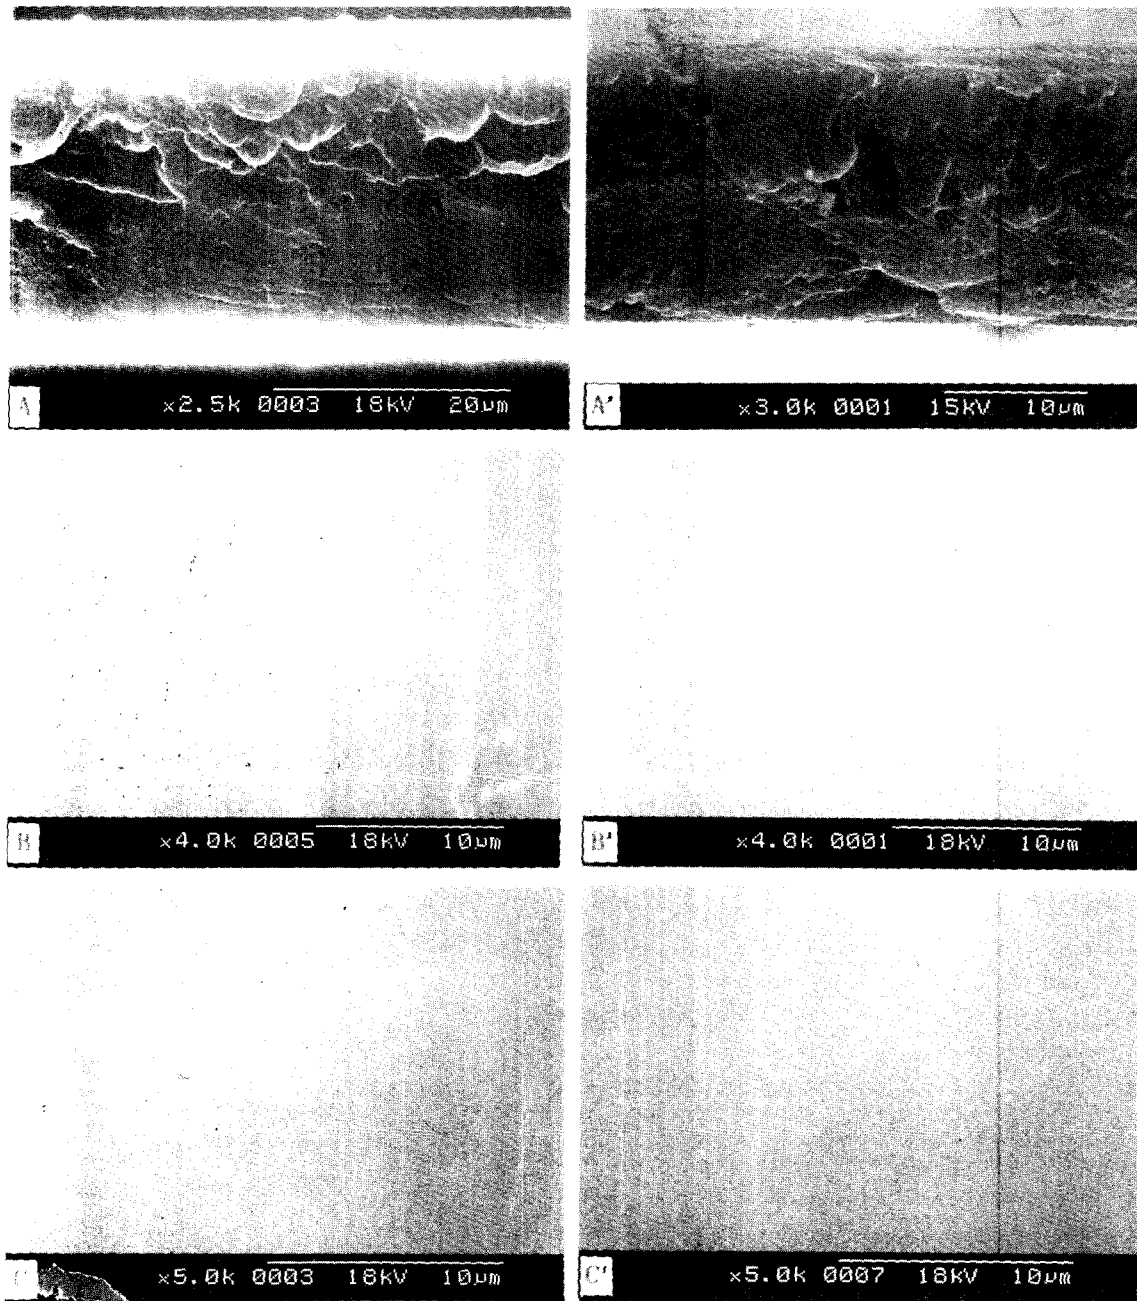 A ×2.5k 0003 18kV 20µm
A' ×3.0k 0001 15kV 10µm
B ×4.0k 0005 18kV 10µm
B' ×4.0k 0001 18kV 10µm
C ×5.0k 0003 18kV 10µm
C' ×5.0k 0007 18kV 10µm